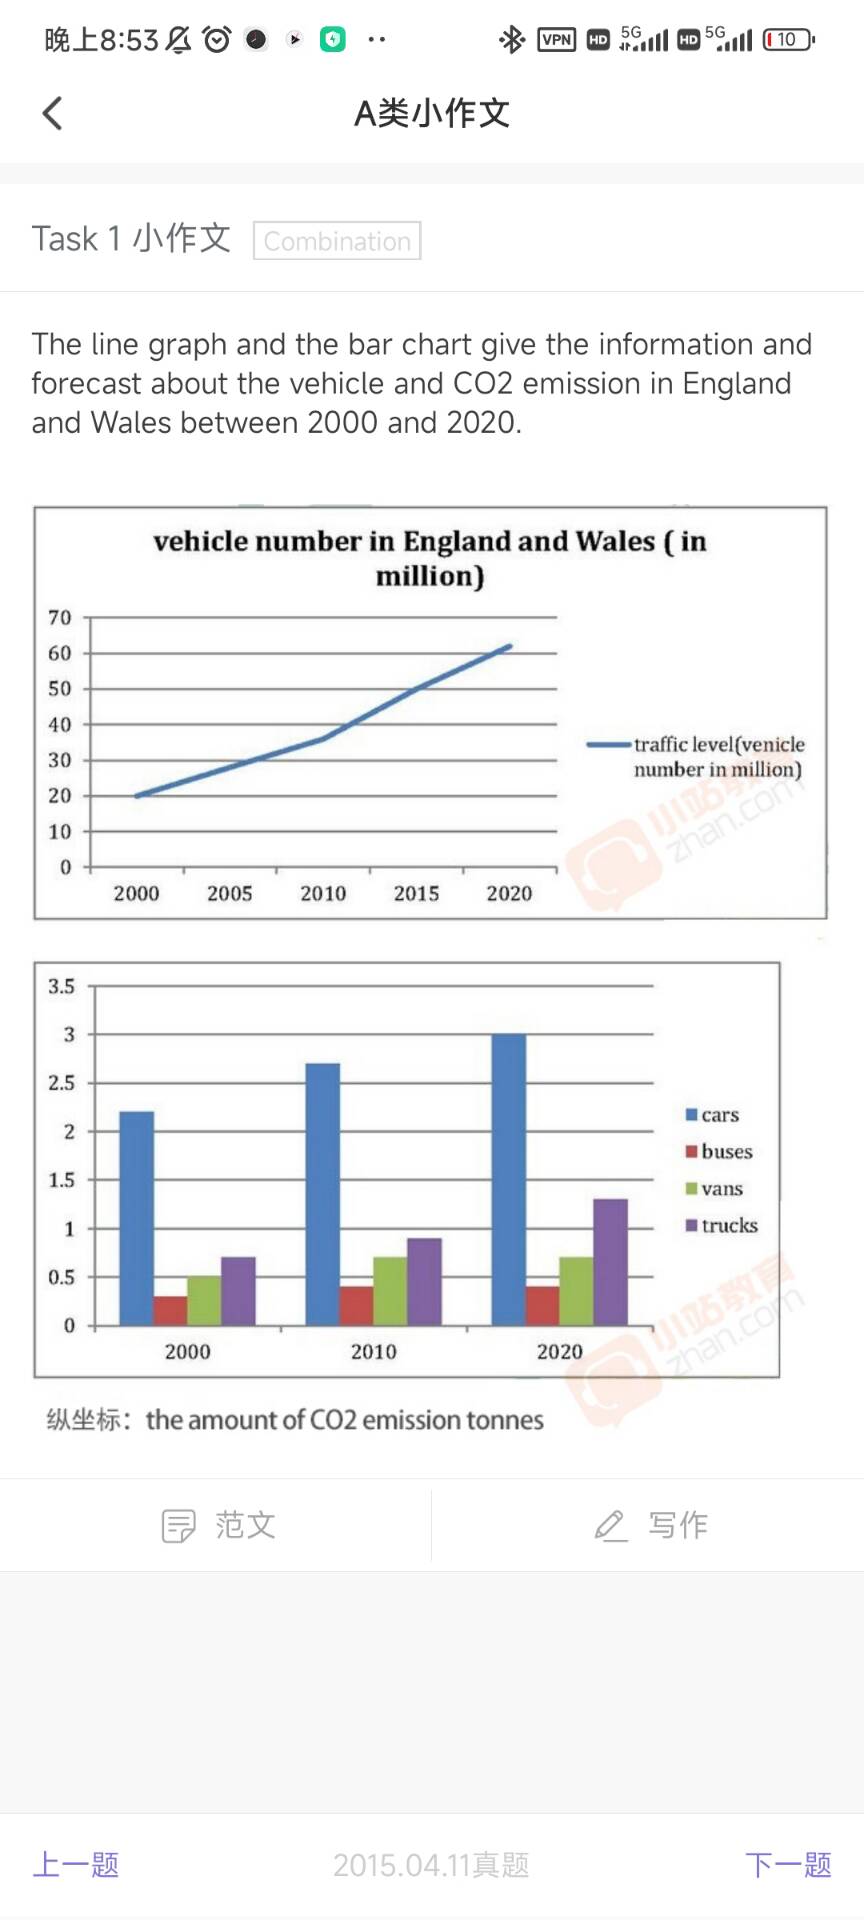 晚上8:53
VPN HD 5G HD 5G 10
A类小作文
Task 1 小作文 Combination
The line graph and the bar chart give the information and
forecast about the vehicle and CO2 emission in England
and Wales between 2000 and 2020.
vehicle number in England and Wales ( in
million)
70
60
50
40
30
20
10
0
2000 2005 2010 2015 2020
traffic level(venicle
number in million)
小站教育
zhan.com
3.5
3
2.5
2
1.5
1
0.5
0
2000 2010 2020
cars
buses
vans
trucks
小站教育
zhan.com
纵坐标：the amount of CO2 emission tonnes
范文 写作
上一题 2015.04.11真题 下一题